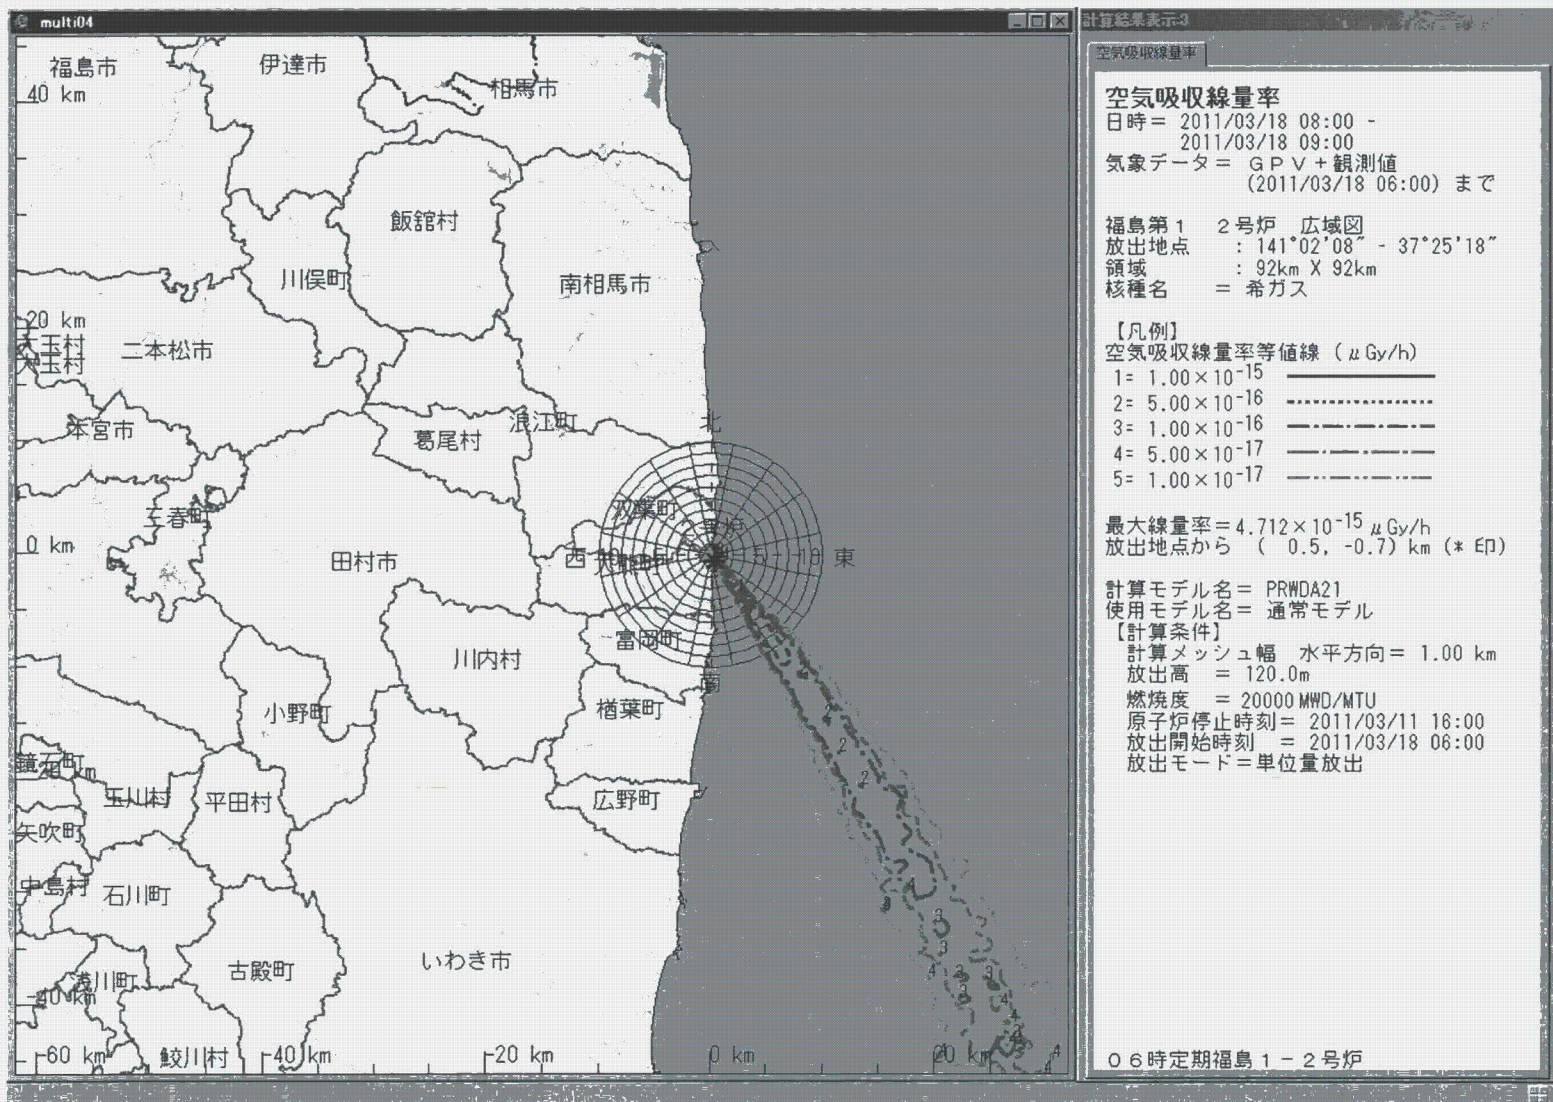 multi04
福島市
伊達市
相馬市
40 km
飯舘村
川俣町
南相馬市
20 km
大玉村
大玉村
二本松市
本宮市
葛尾村
浪江町
北
三春町
双葉町
0 km
田村市
西
東
川内村
富岡町
南
小野町
楢葉町
鏡石町
玉川村
平田村
広野町
矢吹町
中島村
石川町
いわき市
古殿町
浅川町
-40 km
鮫川村
-60 km
-40 km
-20 km
0 km
20 km
計算結果表示-3
空気吸収線量率
空気吸収線量率
日時= 2011/03/18 08:00 -
2011/03/18 09:00
気象データ= GPV+観測値
(2011/03/18 06:00) まで
福島第1 2号炉 広域図
放出地点 : 141°02'08" - 37°25'18"
領域 : 92km X 92km
核種名 = 希ガス
【凡例】
空気吸収線量率等値線 (μGy/h)
1= 1.00×10-15
2= 5.00×10-16
3= 1.00×10-16
4= 5.00×10-17
5= 1.00×10-17
最大線量率=4.712×10-15 μGy/h
放出地点から ( 0.5, -0.7) km (* 印)
計算モデル名= PRWDA21
使用モデル名= 通常モデル
【計算条件】
計算メッシュ幅 水平方向= 1.00 km
放出高 = 120.0m
燃焼度 = 20000MWD/MTU
原子炉停止時刻= 2011/03/11 16:00
放出開始時刻 = 2011/03/18 06:00
放出モード=単位量放出
06時定期福島1-2号炉